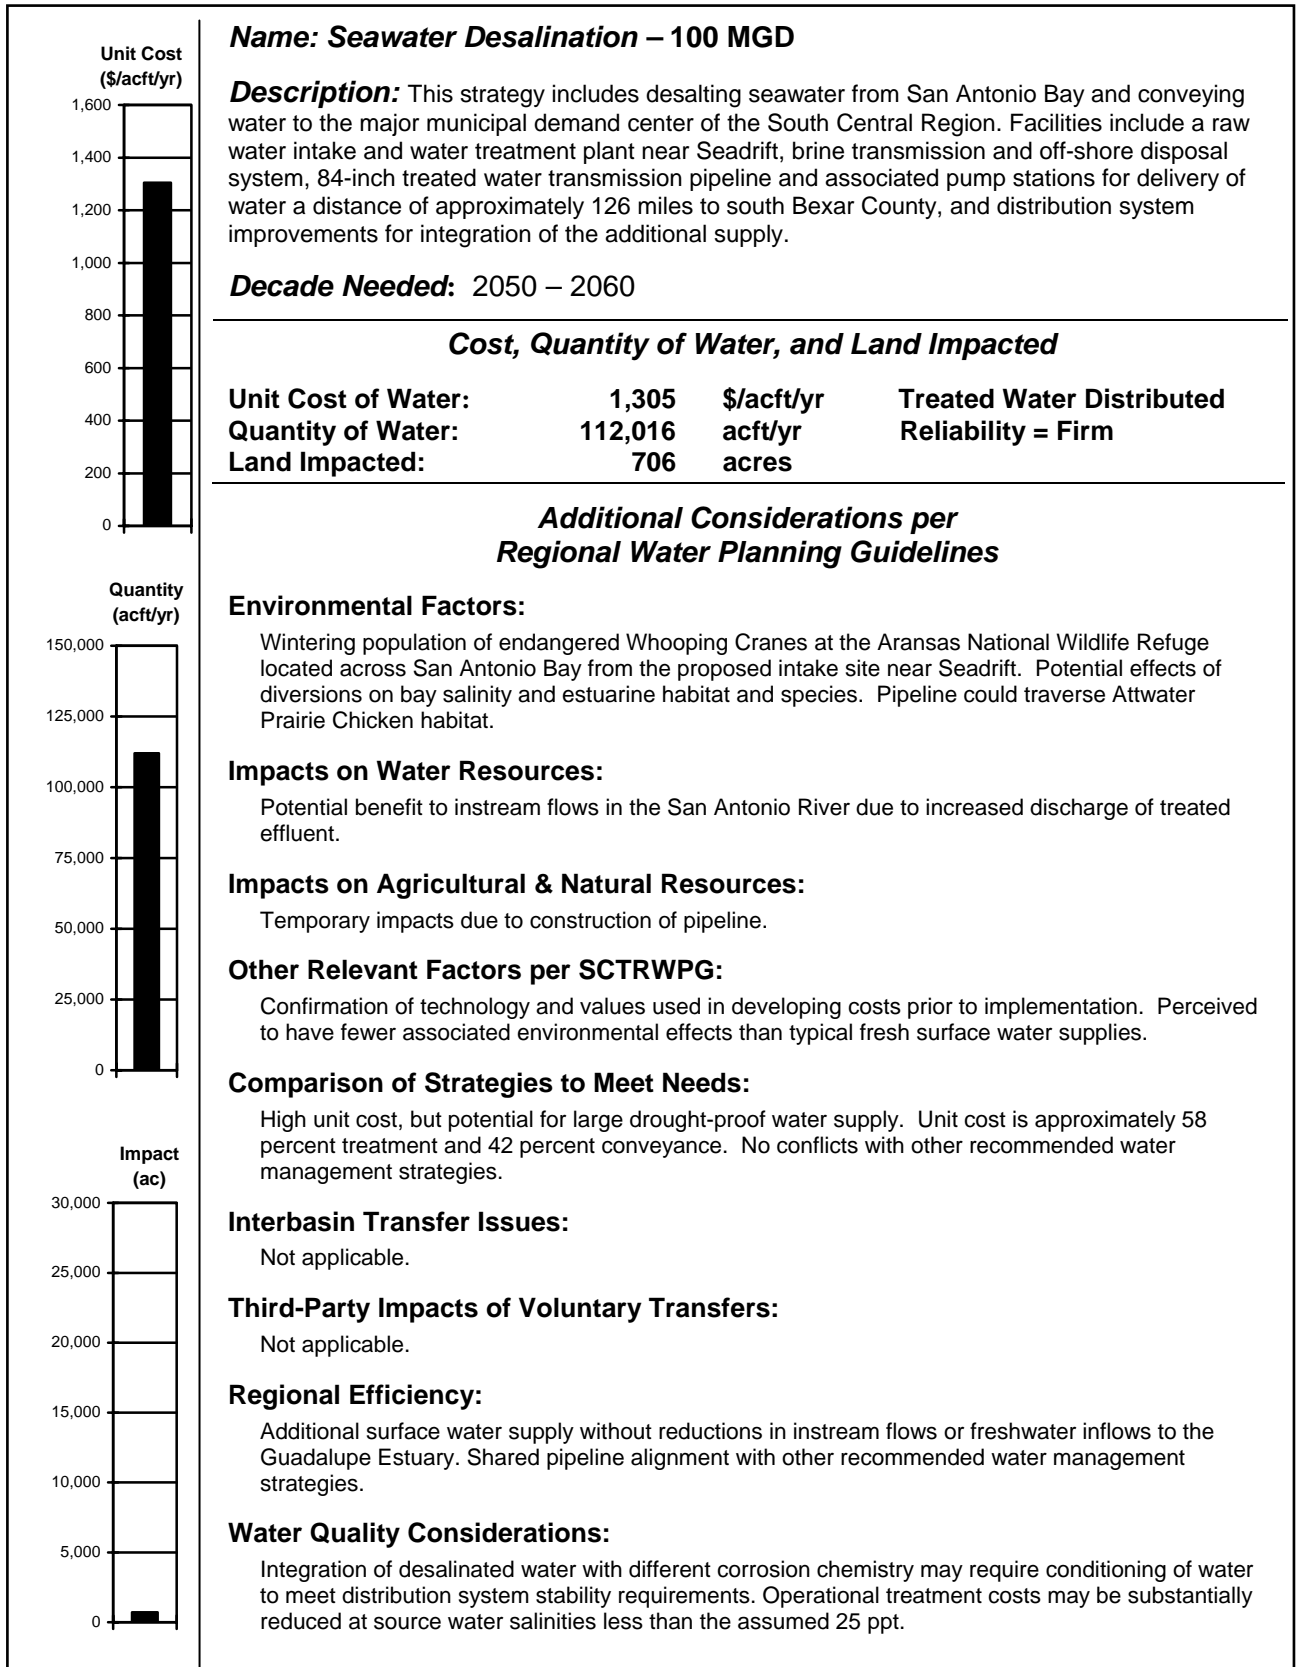 Unit Cost
($/acft/yr)
1,600
1,400
1,200
1,000
800
600
400
200
0
Quantity
(acft/yr)
150,000
125,000
100,000
75,000
50,000
25,000
0
Impact
(ac)
30,000
25,000
20,000
15,000
10,000
5,000
0
Name: Seawater Desalination – 100 MGD
Description: This strategy includes desalting seawater from San Antonio Bay and conveying
water to the major municipal demand center of the South Central Region. Facilities include a raw
water intake and water treatment plant near Seadrift, brine transmission and off-shore disposal
system, 84-inch treated water transmission pipeline and associated pump stations for delivery of
water a distance of approximately 126 miles to south Bexar County, and distribution system
improvements for integration of the additional supply.
Decade Needed: 2050 – 2060
Cost, Quantity of Water, and Land Impacted
Unit Cost of Water: 1,305 $/acft/yr Treated Water Distributed
Quantity of Water: 112,016 acft/yr Reliability = Firm
Land Impacted: 706 acres
Additional Considerations per
Regional Water Planning Guidelines
Environmental Factors:
Wintering population of endangered Whooping Cranes at the Aransas National Wildlife Refuge
located across San Antonio Bay from the proposed intake site near Seadrift. Potential effects of
diversions on bay salinity and estuarine habitat and species. Pipeline could traverse Attwater
Prairie Chicken habitat.
Impacts on Water Resources:
Potential benefit to instream flows in the San Antonio River due to increased discharge of treated
effluent.
Impacts on Agricultural & Natural Resources:
Temporary impacts due to construction of pipeline.
Other Relevant Factors per SCTRWPG:
Confirmation of technology and values used in developing costs prior to implementation. Perceived
to have fewer associated environmental effects than typical fresh surface water supplies.
Comparison of Strategies to Meet Needs:
High unit cost, but potential for large drought-proof water supply. Unit cost is approximately 58
percent treatment and 42 percent conveyance. No conflicts with other recommended water
management strategies.
Interbasin Transfer Issues:
Not applicable.
Third-Party Impacts of Voluntary Transfers:
Not applicable.
Regional Efficiency:
Additional surface water supply without reductions in instream flows or freshwater inflows to the
Guadalupe Estuary. Shared pipeline alignment with other recommended water management
strategies.
Water Quality Considerations:
Integration of desalinated water with different corrosion chemistry may require conditioning of water
to meet distribution system stability requirements. Operational treatment costs may be substantially
reduced at source water salinities less than the assumed 25 ppt.